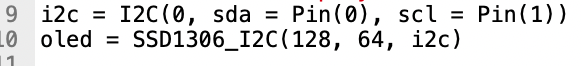 9 i2c = I2C(0, sda = Pin(0), scl = Pin(1))
10 oled = SSD1306_I2C(128, 64, i2c)